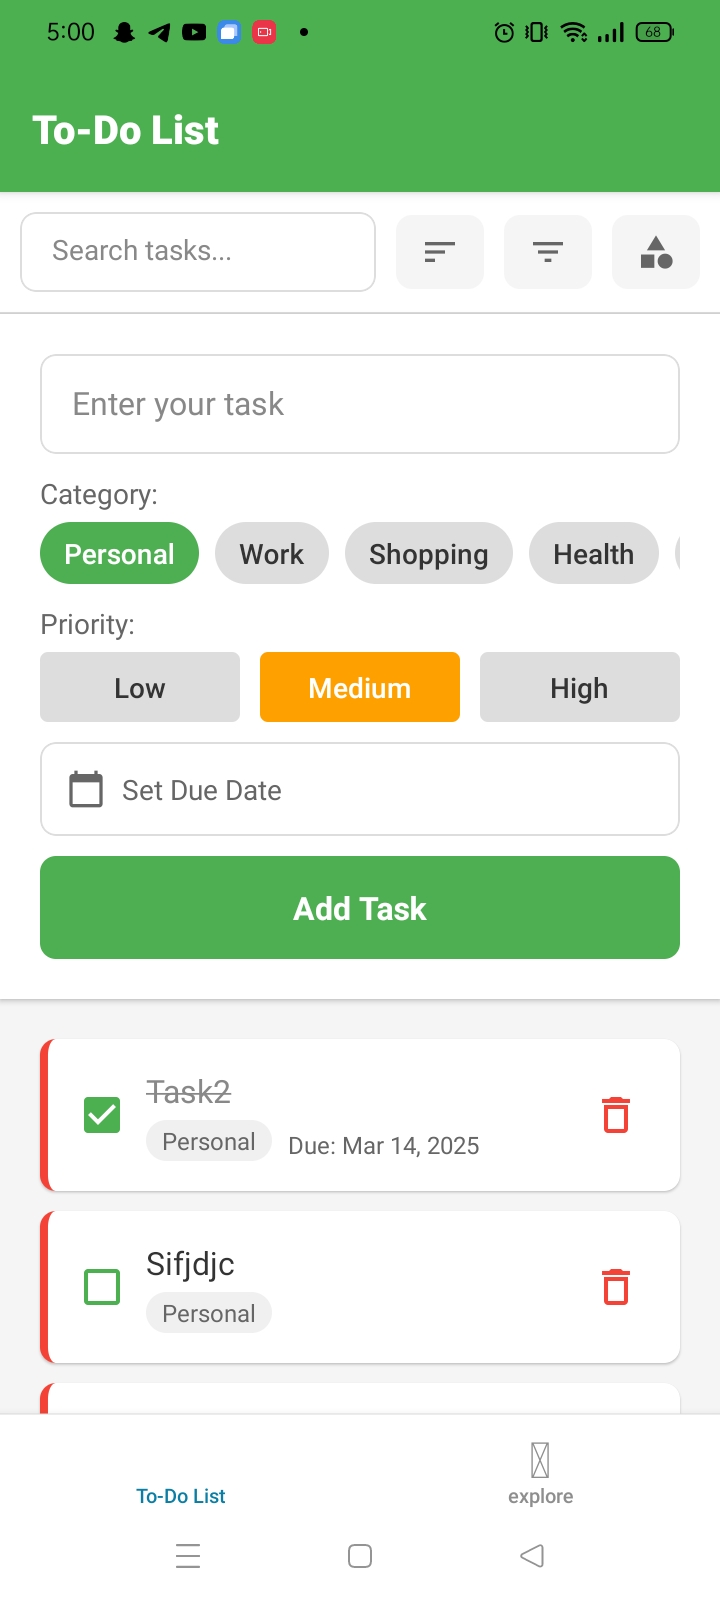 5:00
68
To-Do List
Search tasks...
Enter your task
Category:
Personal Work Shopping Health
Priority:
Low Medium High
Set Due Date
Add Task
Task2
Personal Due: Mar 14, 2025
Sifjdjc
Personal
To-Do List explore